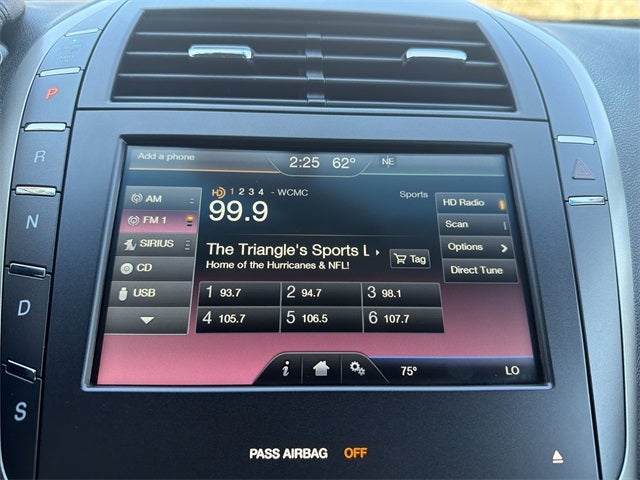 Add a phone
2:25 62° NE
HD 1 2 3 4 - WCMC
99.9
Sports
The Triangle's Sports L
Home of the Hurricanes & NFL!
Tag
AM
FM 1
SIRIUS
CD
USB
HD Radio
Scan
Options
Direct Tune
1 93.7
2 94.7
3 98.1
4 105.7
5 106.5
6 107.7
i
75°
LO
P
R
N
D
S
PASS AIRBAG OFF